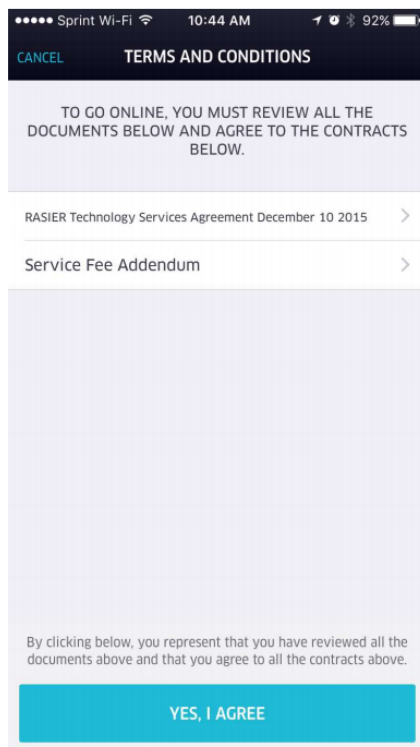 Sprint Wi-Fi 10:44 AM 92%
CANCEL TERMS AND CONDITIONS
TO GO ONLINE, YOU MUST REVIEW ALL THE
DOCUMENTS BELOW AND AGREE TO THE CONTRACTS
BELOW.
RASIER Technology Services Agreement December 10 2015
Service Fee Addendum
By clicking below, you represent that you have reviewed all the
documents above and that you agree to all the contracts above.
YES, I AGREE